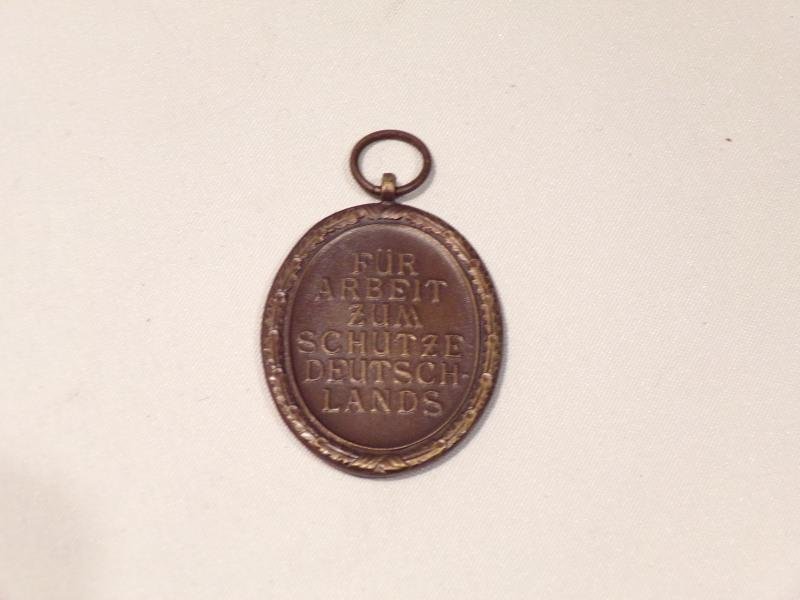 FÜR
ARBEIT
ZUM
SCHUTZE
DEUTSCH-
LANDS